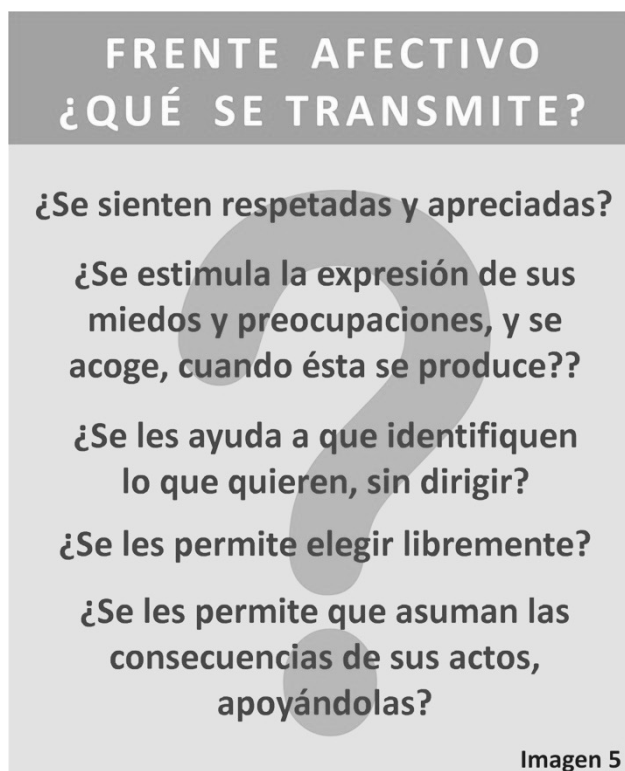 FRENTE AFECTIVO
¿QUÉ SE TRANSMITE?
¿Se sienten respetadas y apreciadas?
¿Se estimula la expresión de sus
miedos y preocupaciones, y se
acoge, cuando ésta se produce??
¿Se les ayuda a que identifiquen
lo que quieren, sin dirigir?
¿Se les permite elegir libremente?
¿Se les permite que asuman las
consecuencias de sus actos,
apoyándolas?
Imagen 5